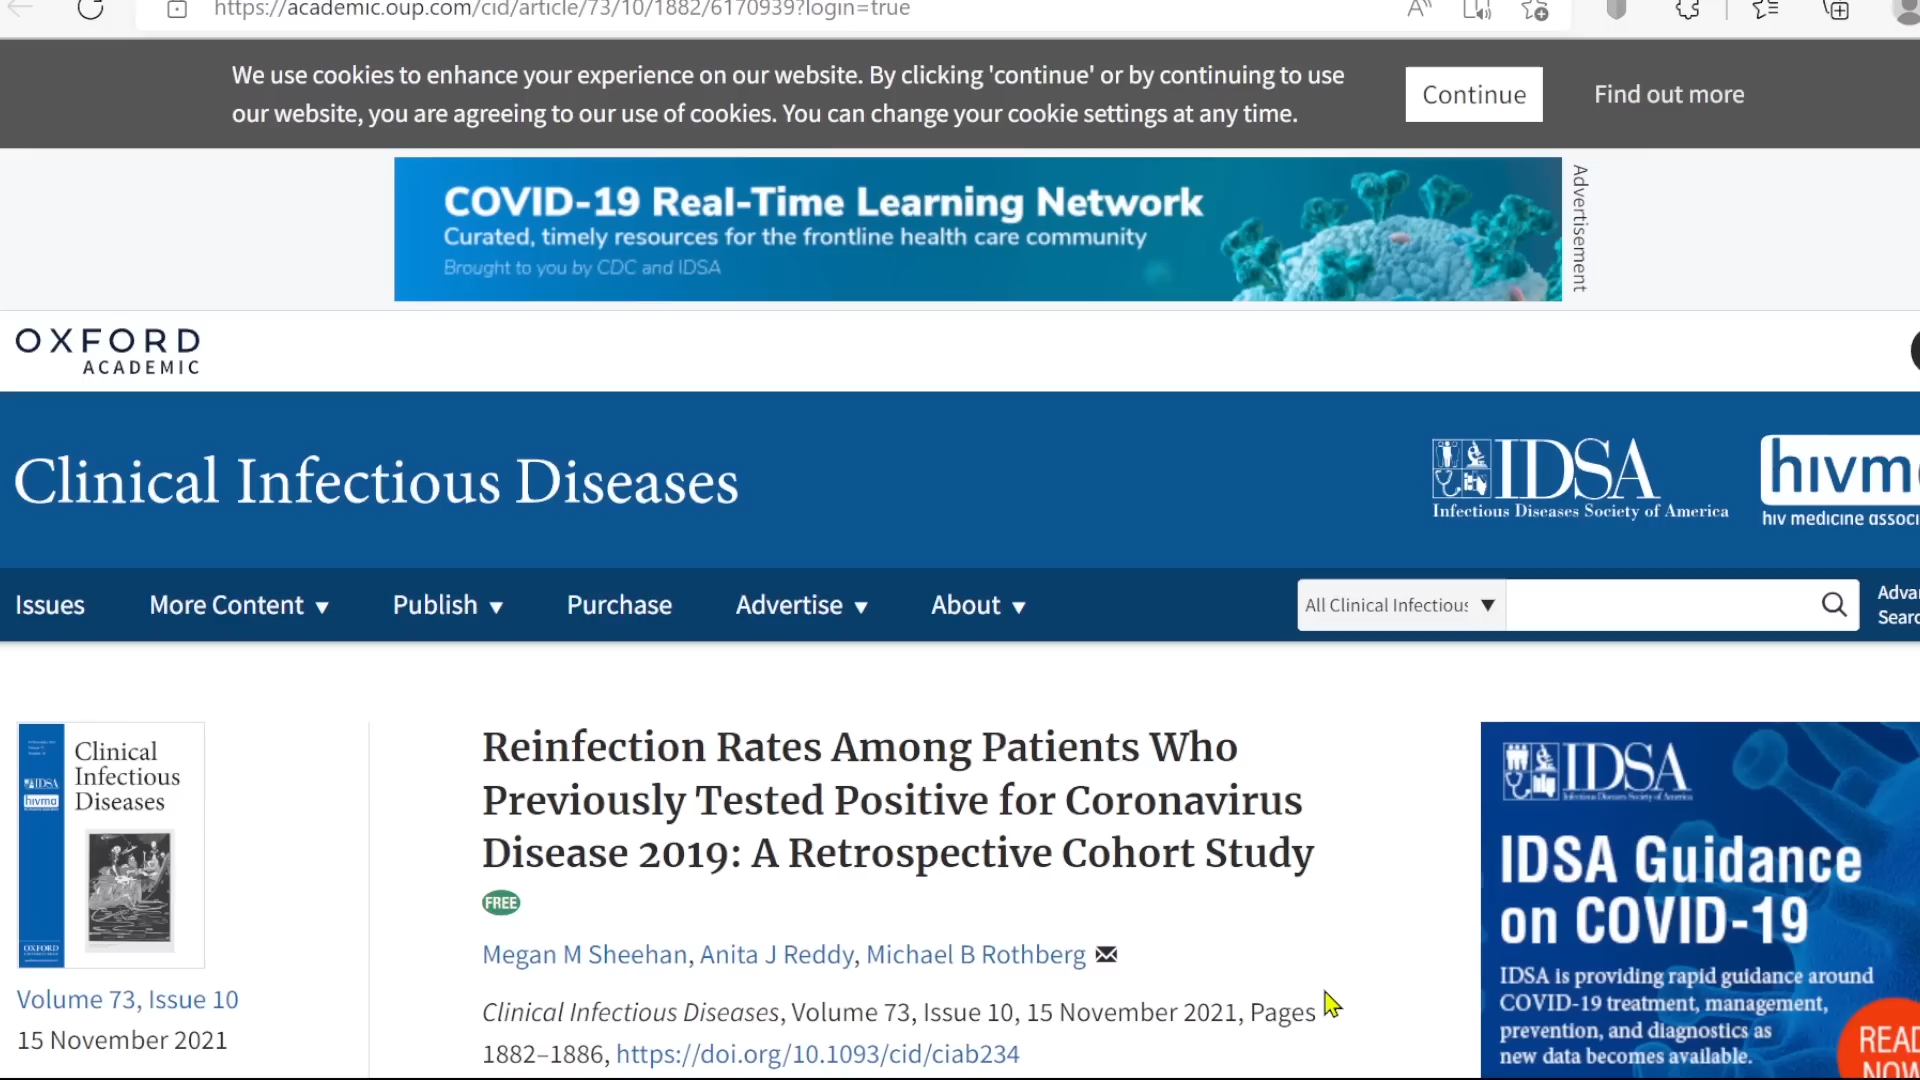 https://academic.oup.com/cid/article/73/10/1882/6170939?login=true
We use cookies to enhance your experience on our website. By clicking 'continue' or by continuing to use
our website, you are agreeing to our use of cookies. You can change your cookie settings at any time.
Continue
Find out more
COVID-19 Real-Time Learning Network
Curated, timely resources for the frontline health care community
Brought to you by CDC and IDSA
Advertisement
OXFORD
ACADEMIC
Clinical Infectious Diseases
IDSA
Infectious Diseases Society of America
hivm
hiv medicine associ
Issues
More Content ▼
Publish ▼
Purchase
Advertise ▼
About ▼
All Clinical Infectious ▼
Adva
Searc
Clinical
Infectious
Diseases
IDSA
hivma
OXFORD
Volume 73, Issue 10
15 November 2021
Reinfection Rates Among Patients Who
Previously Tested Positive for Coronavirus
Disease 2019: A Retrospective Cohort Study
FREE
Megan M Sheehan, Anita J Reddy, Michael B Rothberg
Clinical Infectious Diseases, Volume 73, Issue 10, 15 November 2021, Pages
1882–1886, https://doi.org/10.1093/cid/ciab234
IDSA
Infectious Diseases Society of America
IDSA Guidance
on COVID-19
IDSA is providing rapid guidance around
COVID-19 treatment, management,
prevention, and diagnostics as
new data becomes available.
READ
NOW